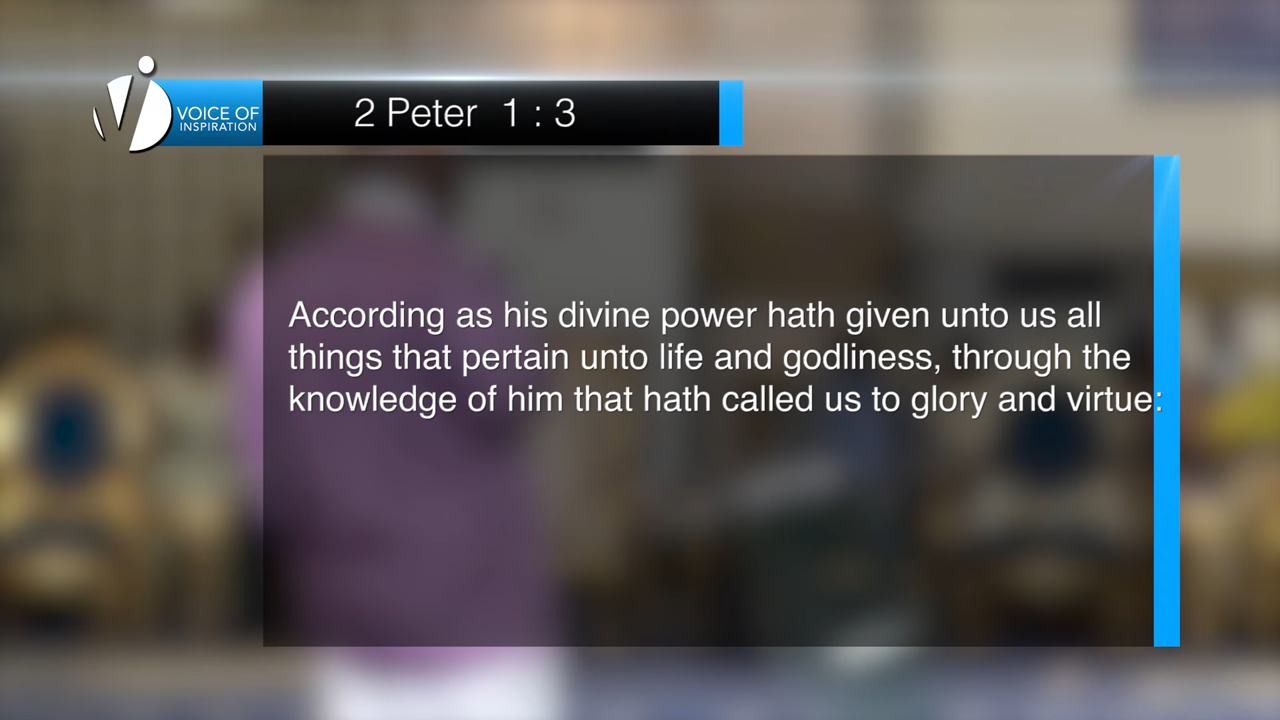 VOICE OF
INSPIRATION
2 Peter 1 : 3
According as his divine power hath given unto us all
things that pertain unto life and godliness, through the
knowledge of him that hath called us to glory and virtue: